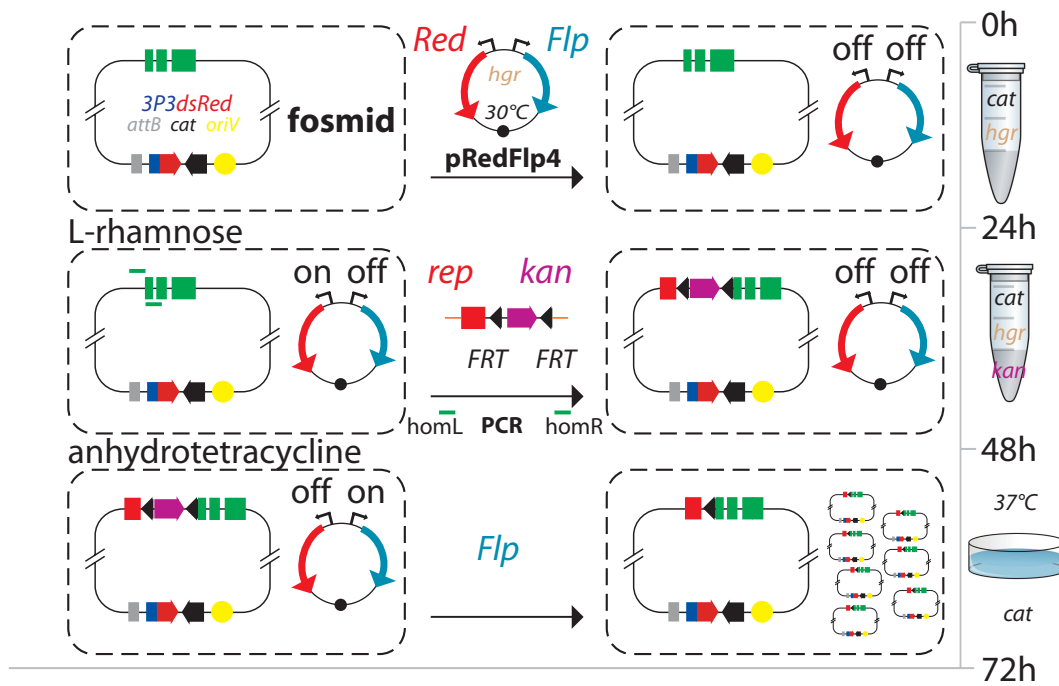 Red Flp
off off
0h
hgr
30°C
3P3dsRed
attB cat oriV
fosmid
pRedFlp4
cat
hgr
24h
L-rhamnose
on off
rep kan
off off
FRT FRT
cat
hgr
kan
homL PCR homR
48h
anhydrotetracycline
off on
Flp
37°C
cat
72h